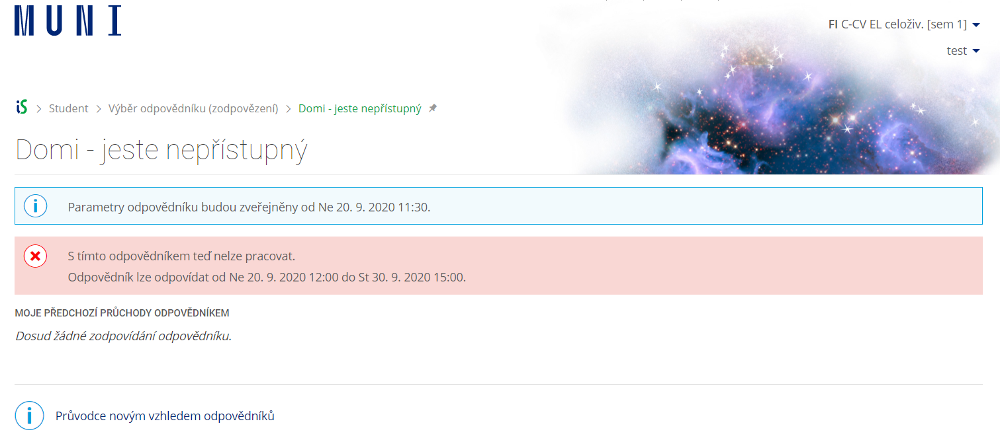 MUNI
FI C-CV EL celoživ. [sem 1]
test
iS > Student > Výběr odpovědníku (zodpovězení) > Domi - jeste nepřístupný
Domi - jeste nepřístupný
Parametry odpovědníku budou zveřejněny od Ne 20. 9. 2020 11:30.
S tímto odpovědníkem teď nelze pracovat.
Odpovědník lze odpovídat od Ne 20. 9. 2020 12:00 do St 30. 9. 2020 15:00.
MOJE PŘEDCHOZÍ PRŮCHODY ODPOVĚDNÍKEM
Dosud žádné zodpovídání odpovědníku.
Průvodce novým vzhledem odpovědníků